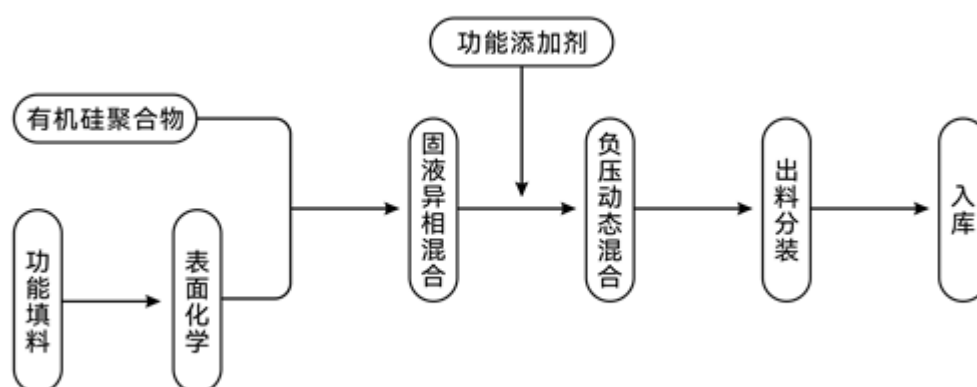 功能添加剂
有机硅聚合物
功能填料
表面化学
固液异相混合
负压动态混合
出料分装
入库